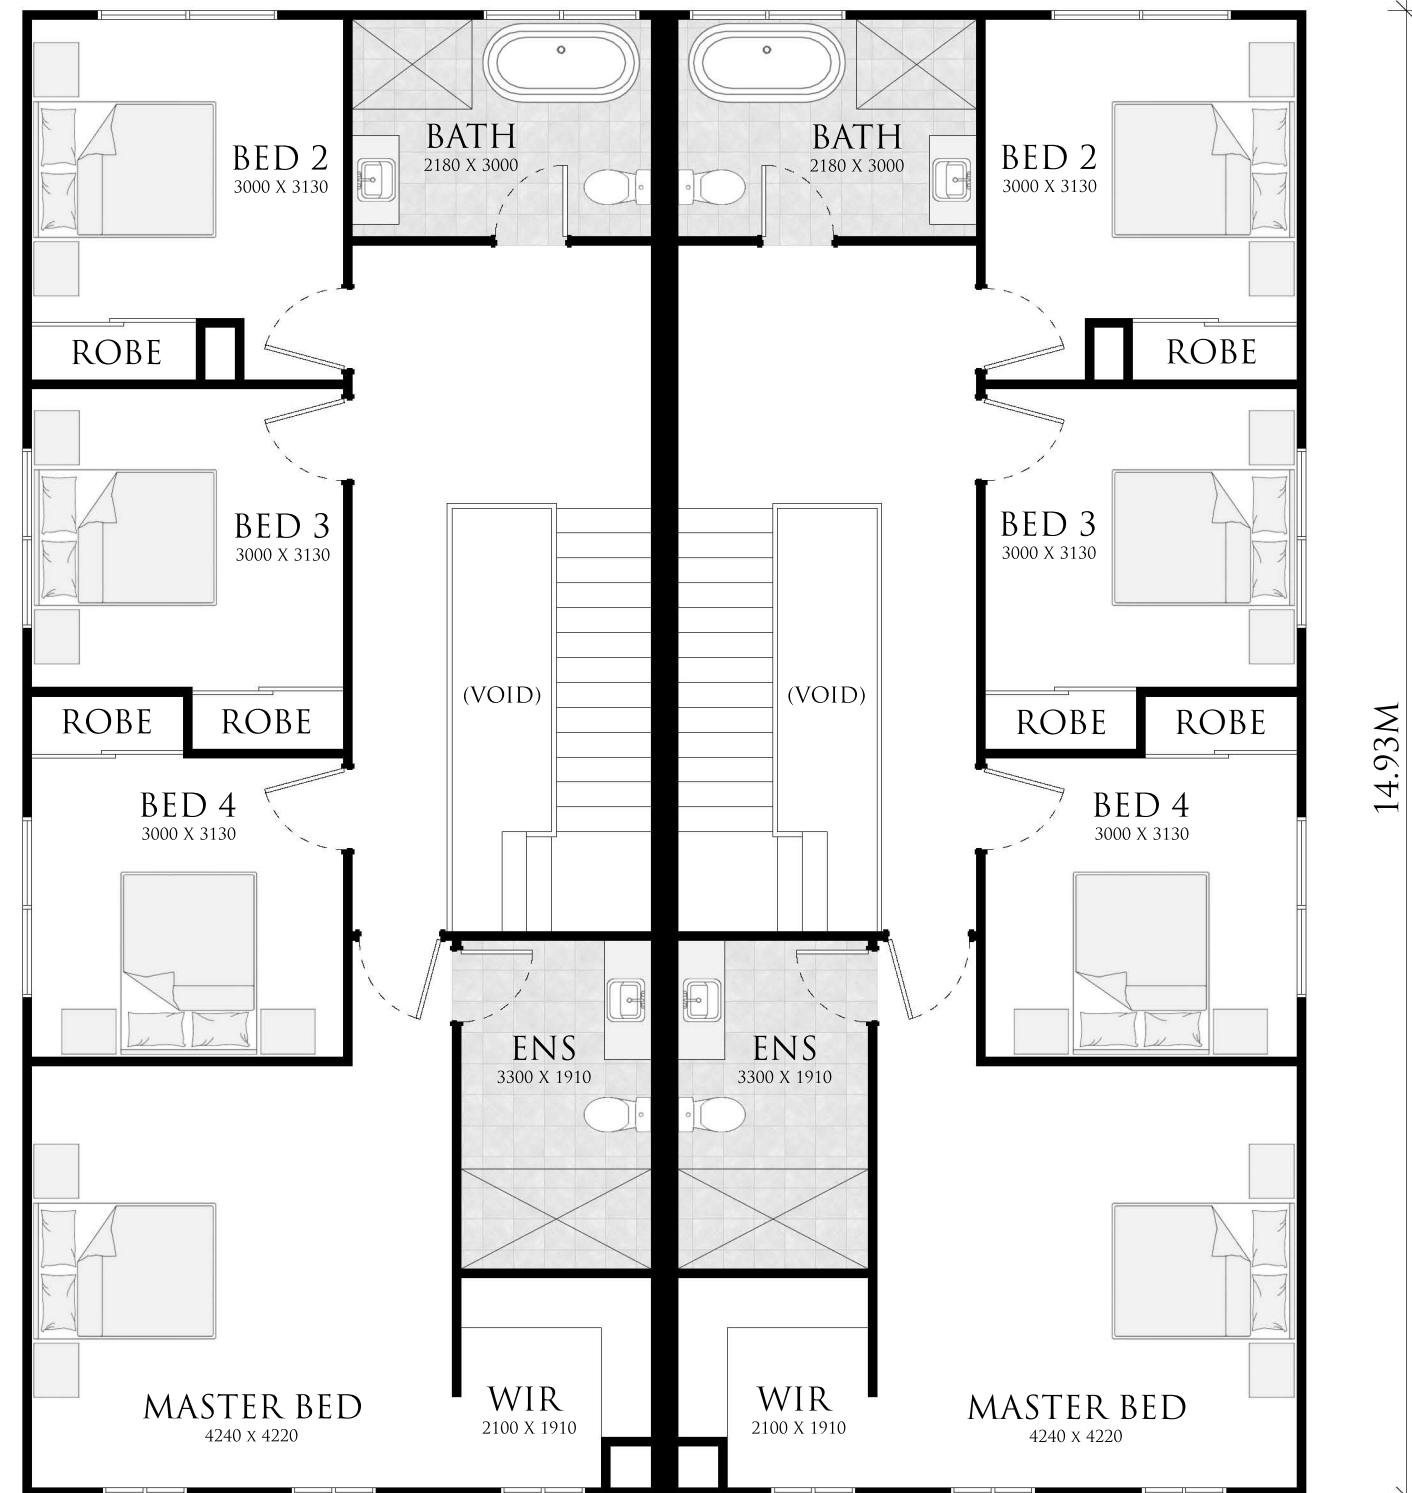 BATH
2180 X 3000
BATH
2180 X 3000
BED 2
3000 X 3130
BED 2
3000 X 3130
ROBE
ROBE
BED 3
3000 X 3130
BED 3
3000 X 3130
(VOID)
(VOID)
ROBE
ROBE
ROBE
ROBE
14.93M
BED 4
3000 X 3130
BED 4
3000 X 3130
ENS
3300 X 1910
ENS
3300 X 1910
MASTER BED
4240 X 4220
WIR
2100 X 1910
WIR
2100 X 1910
MASTER BED
4240 X 4220